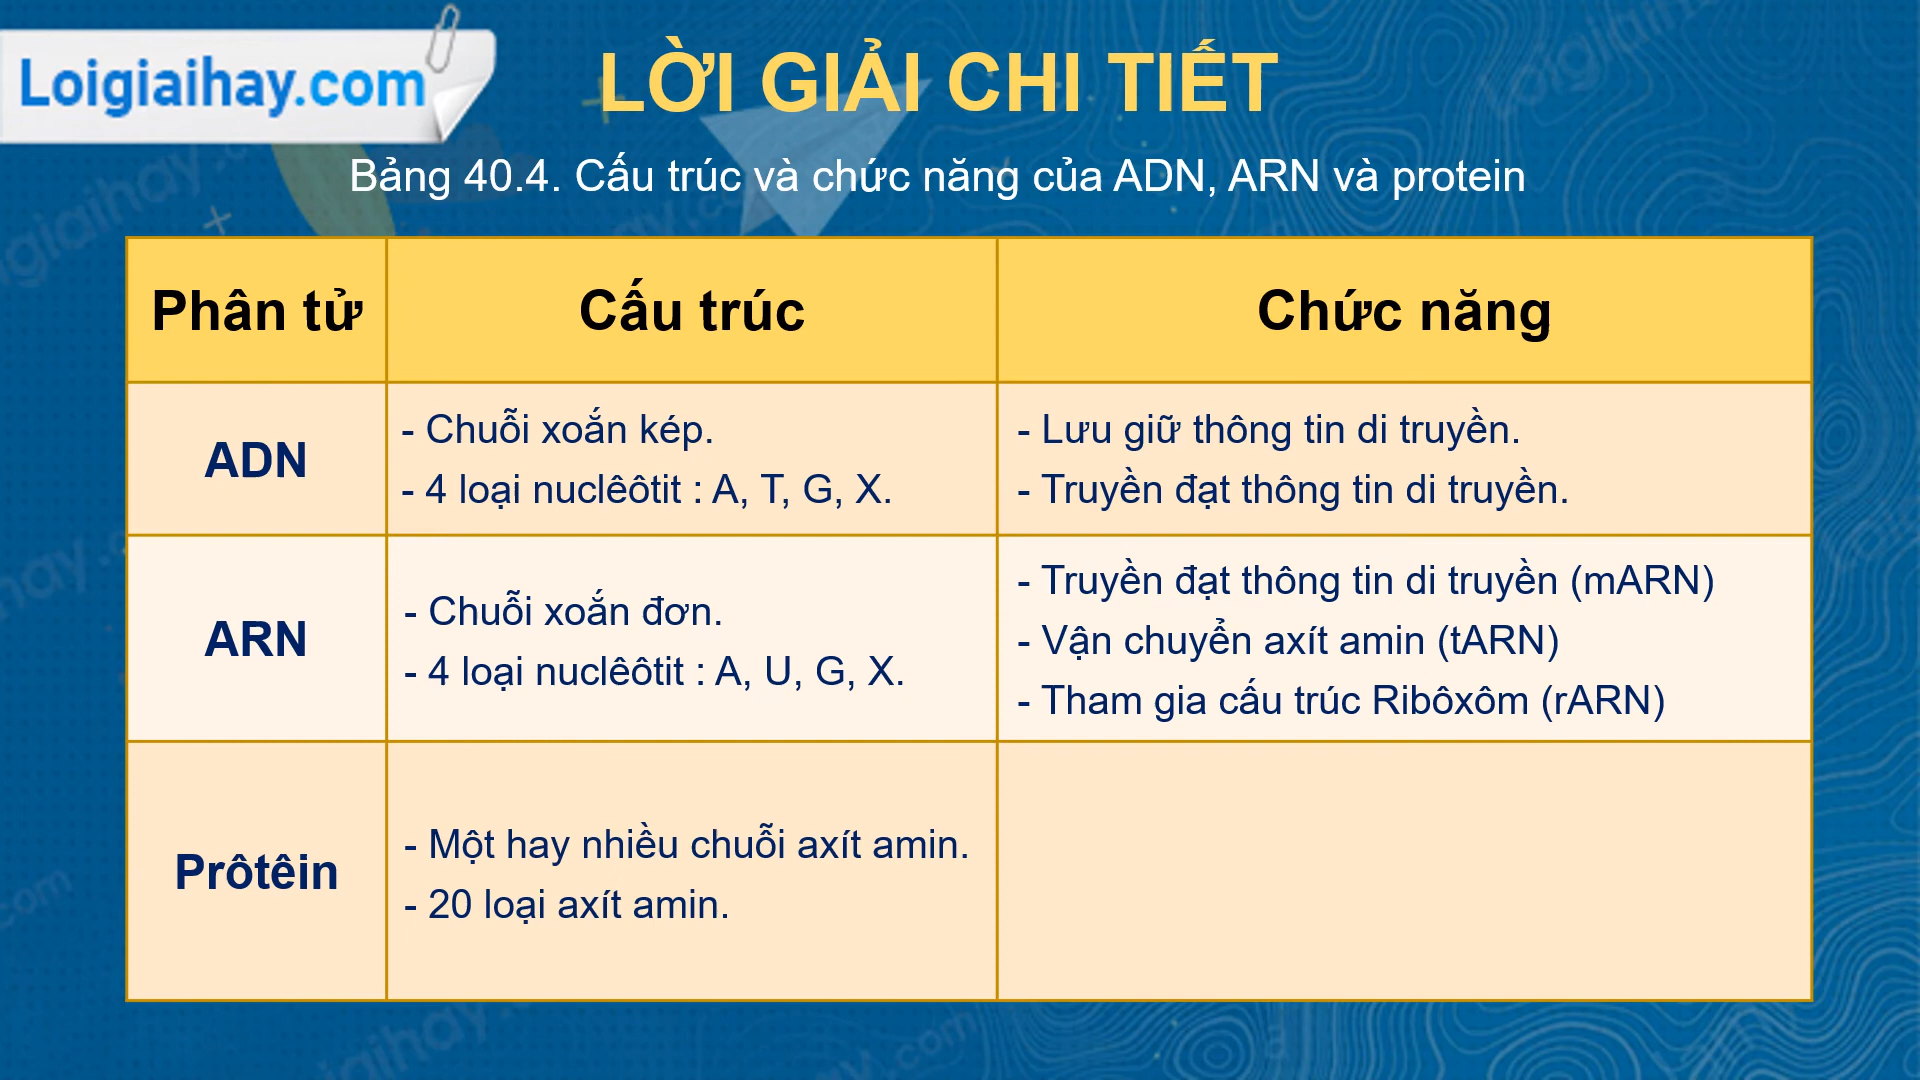 Loigiaihay.com
LỜI GIẢI CHI TIẾT
Bảng 40.4. Cấu trúc và chức năng của ADN, ARN và protein
Phân tử
Cấu trúc
Chức năng
ADN
- Chuỗi xoắn kép.
- 4 loại nuclêôtit : A, T, G, X.
- Lưu giữ thông tin di truyền.
- Truyền đạt thông tin di truyền.
ARN
- Chuỗi xoắn đơn.
- 4 loại nuclêôtit : A, U, G, X.
- Truyền đạt thông tin di truyền (mARN)
- Vận chuyển axít amin (tARN)
- Tham gia cấu trúc Ribôxôm (rARN)
Prôtêin
- Một hay nhiều chuỗi axít amin.
- 20 loại axít amin.